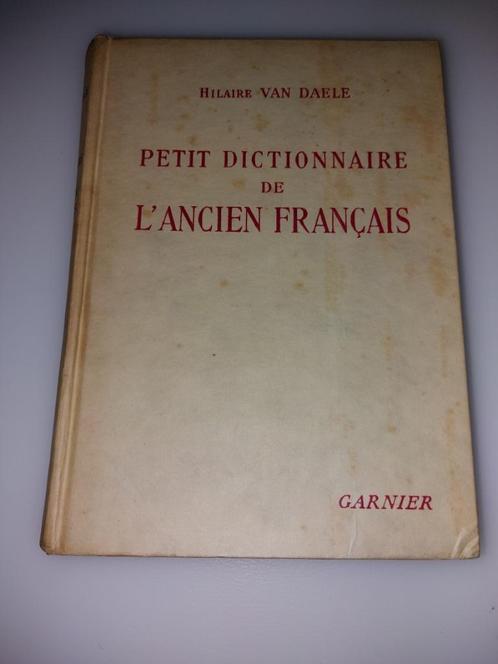 HILAIRE VAN DAELE
PETIT DICTIONNAIRE
DE
L'ANCIEN FRANÇAIS
GARNIER